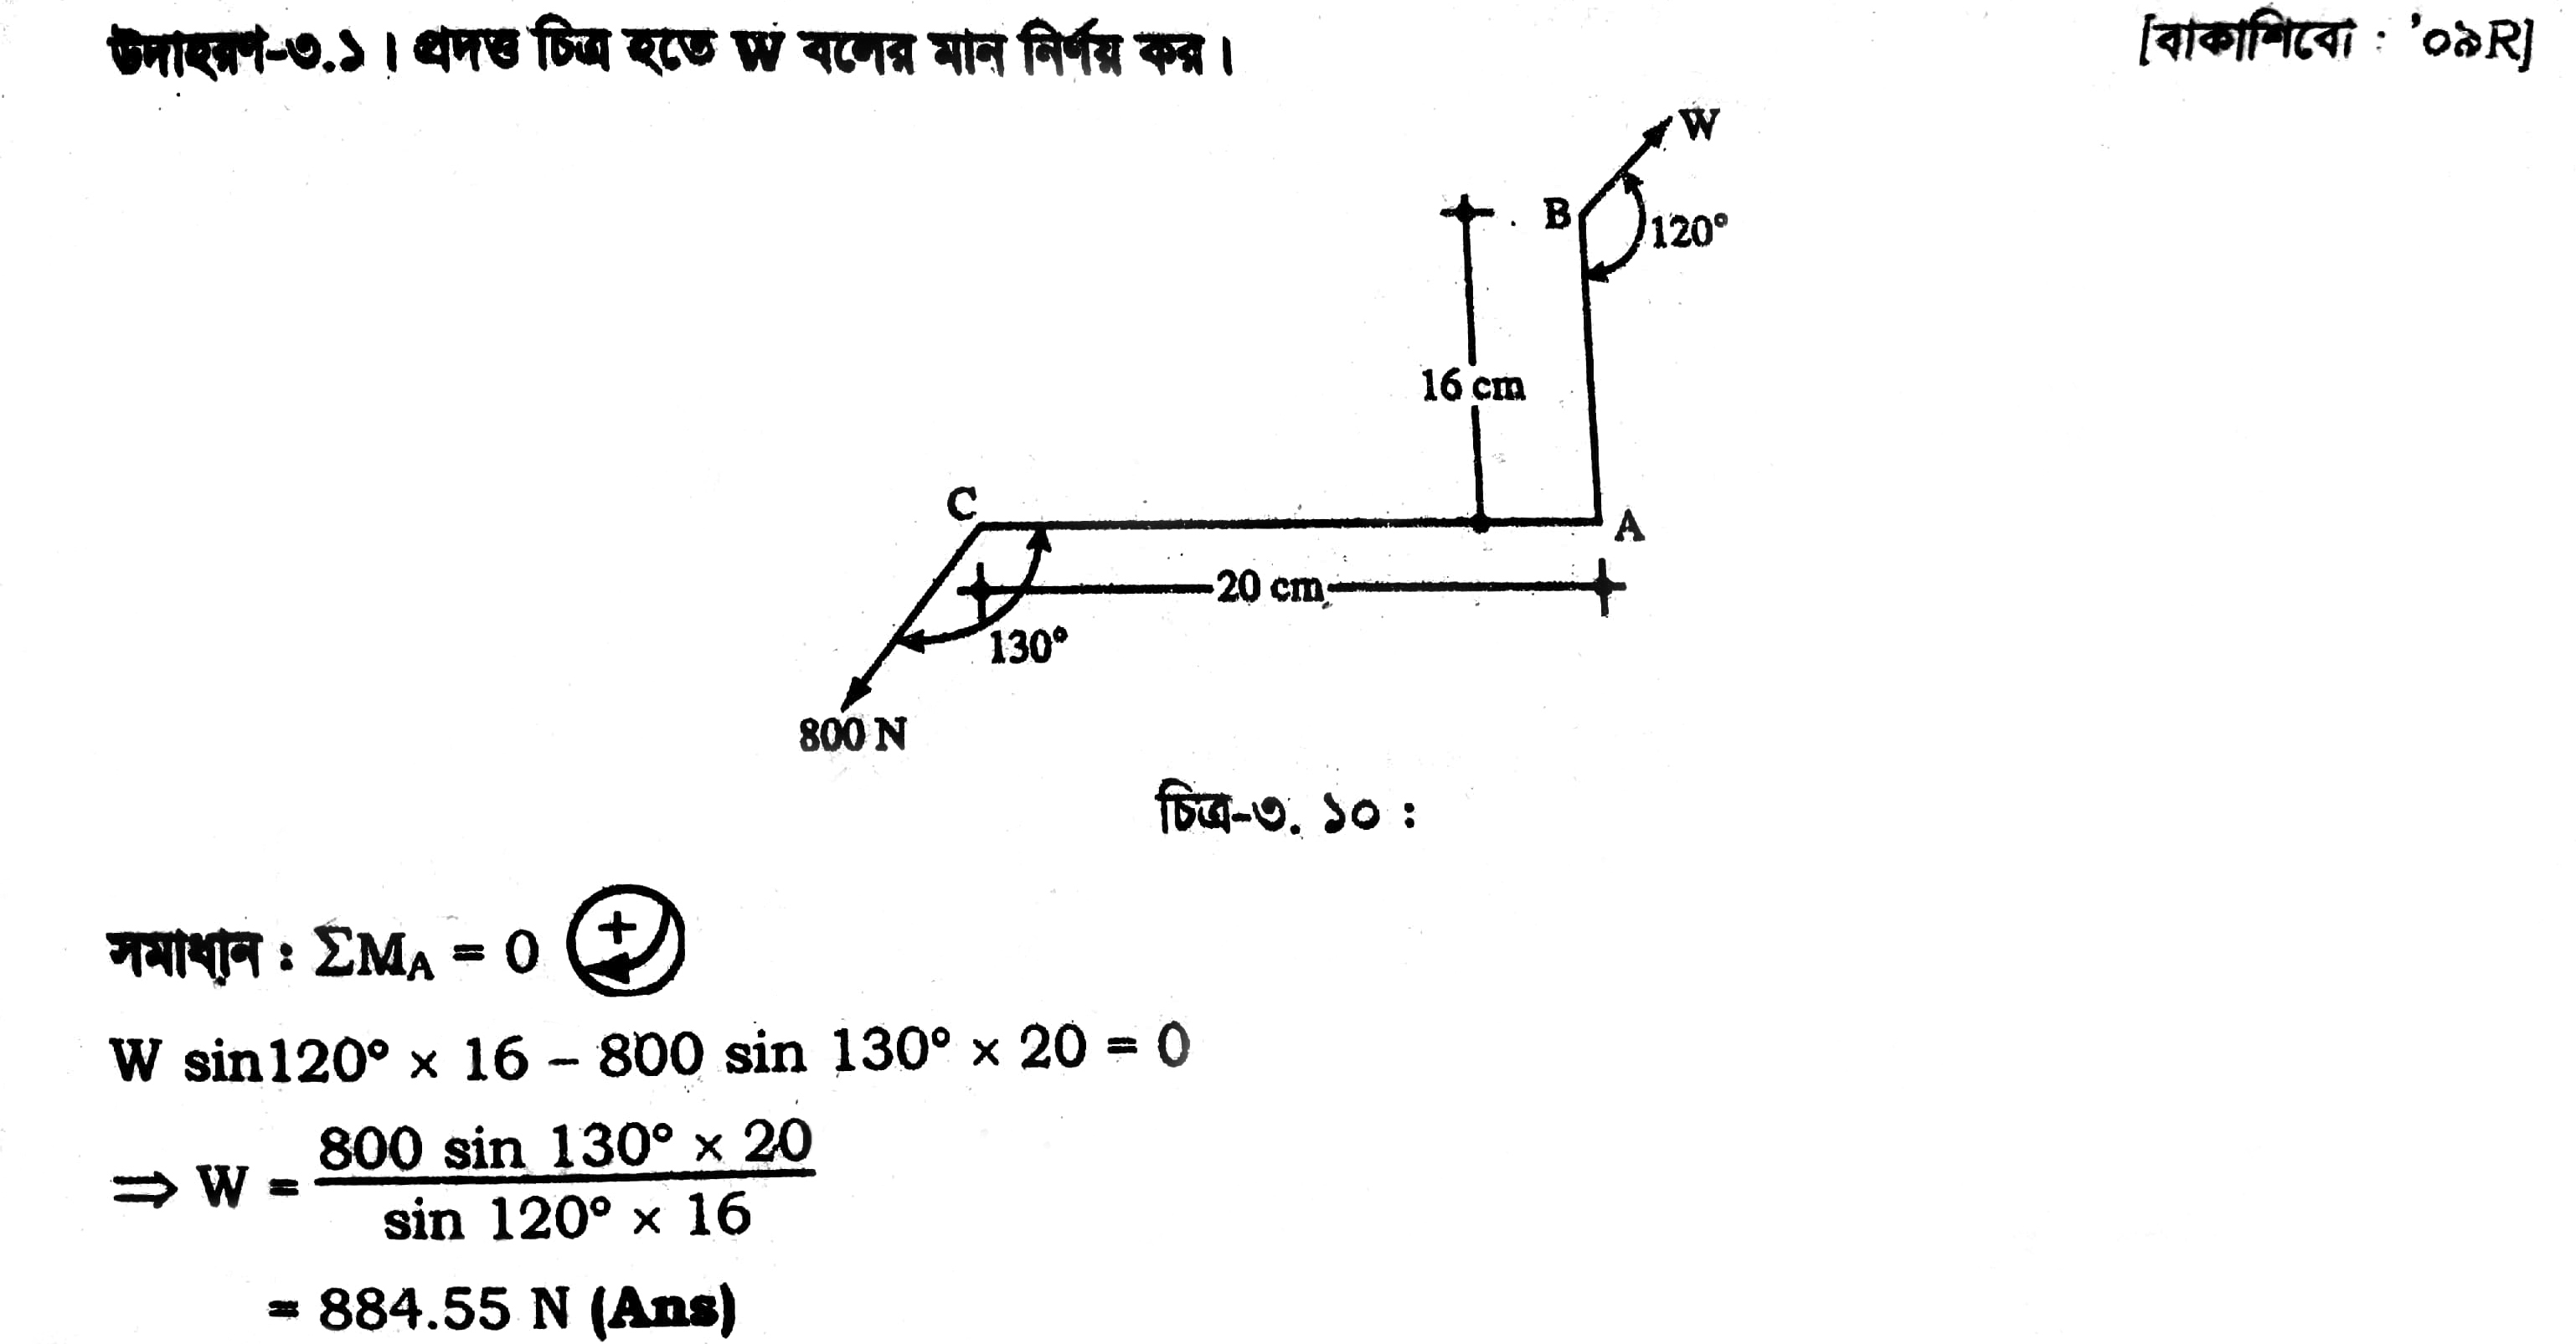 উদাহরণ-৩.১। প্রদত্ত চিত্র হতে W বলের মান নির্ণয় কর। [বাকাশিবো : '০৯R]
W
B
120°
16 cm
C
A
20 cm
130°
800 N
চিত্র-৩. ১০ :
সমাধান : ΣM_A = 0 +
W sin120° × 16 – 800 sin 130° × 20 = 0
⇒ W = \frac{800 sin 130° × 20}{sin 120° × 16}
= 884.55 N (Ans)